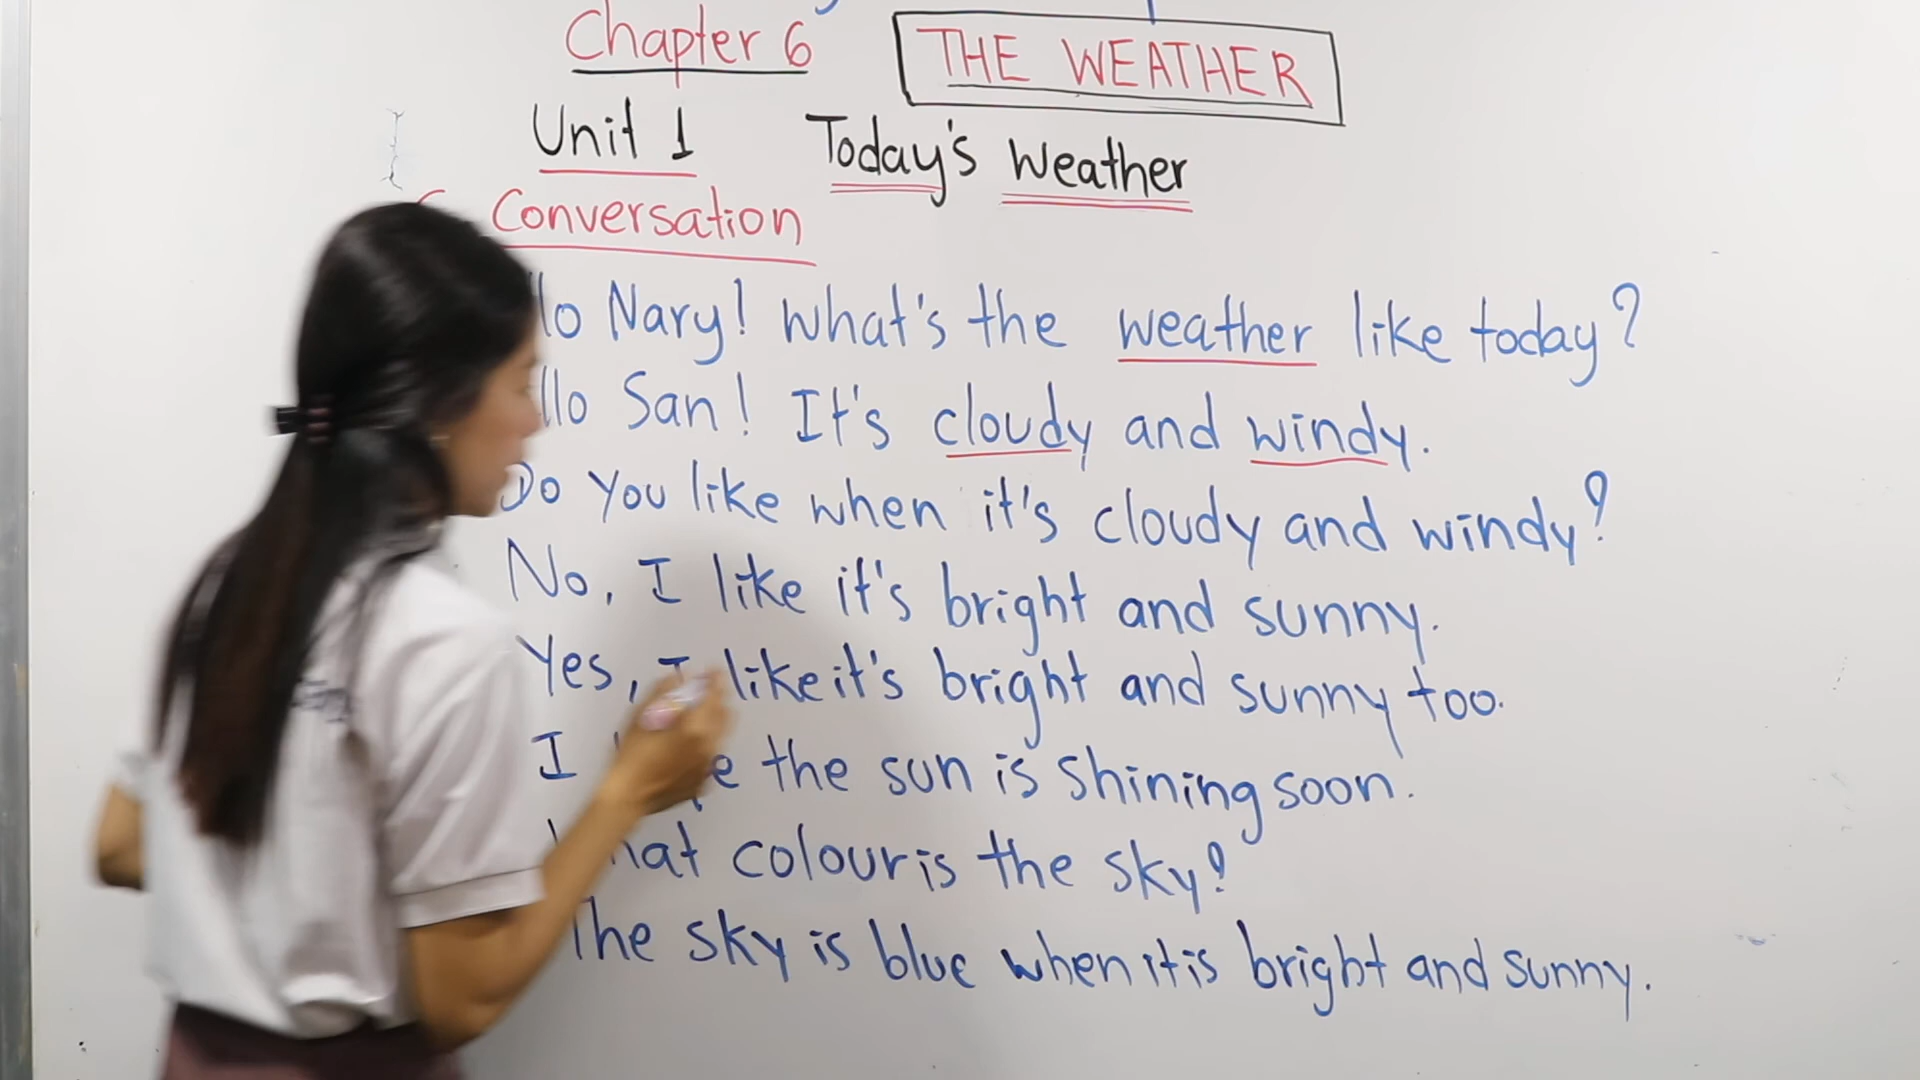 Chapter 6
THE WEATHER
Unit 1 Today's Weather
Conversation
Nary! What's the weather like today?
San! It's cloudy and windy.
Do you like when it's cloudy and windy?
No, I like it's bright and sunny.
Yes, I like it's bright and sunny too.
I the sun is shining soon.
colour is the sky?
The sky is blue when it is bright and sunny.